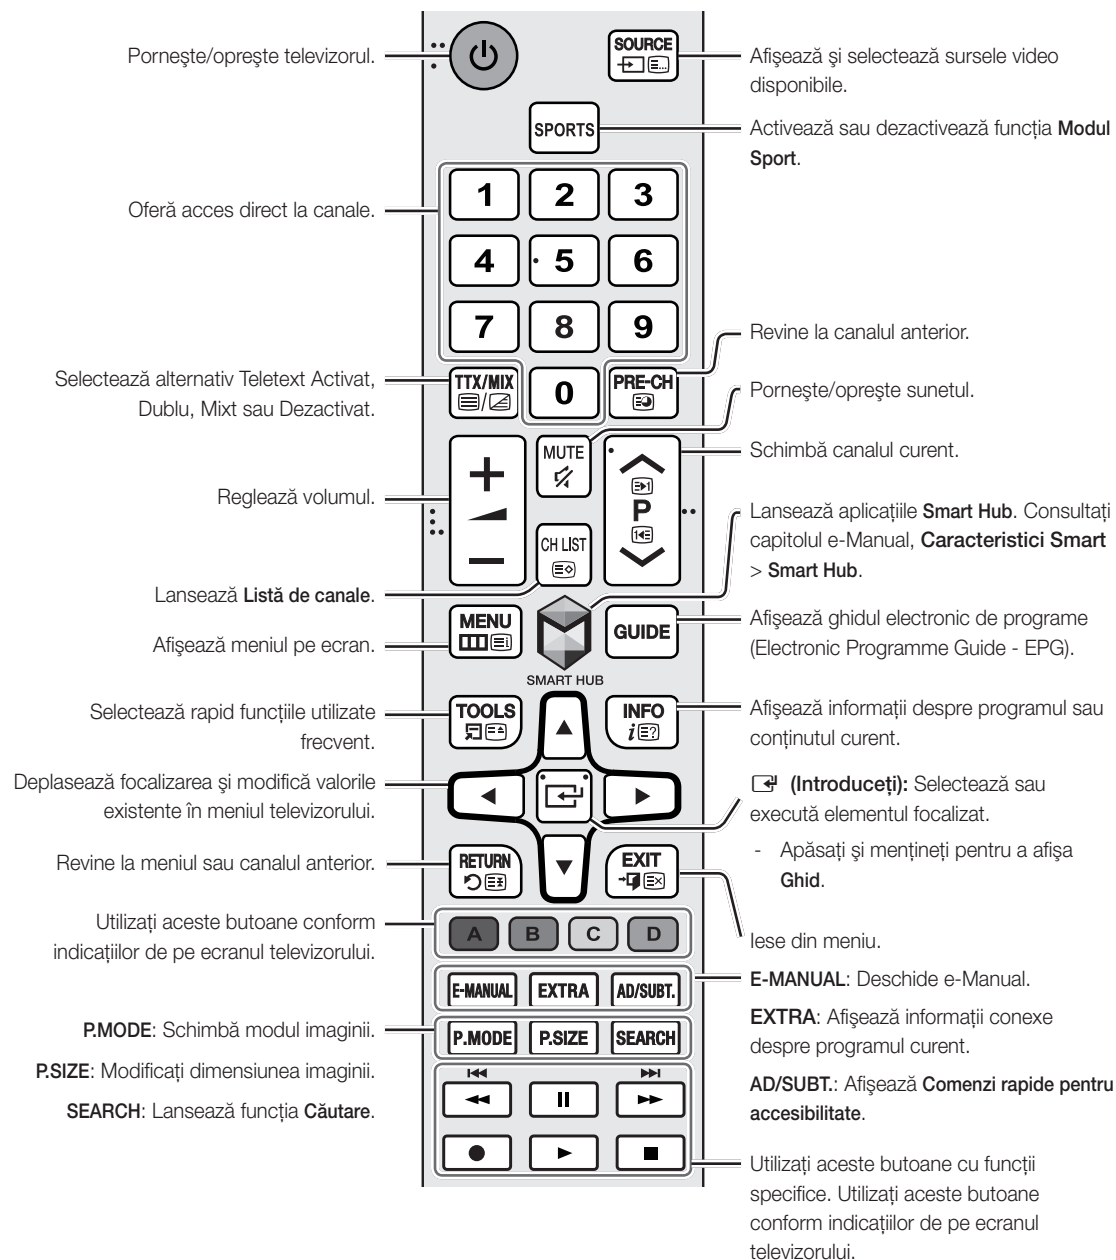 Porneşte/opreşte televizorul.
SOURCE
Afişează şi selectează sursele video
disponibile.
SPORTS
Activează sau dezactivează funcţia Modul
Sport.
1 2 3
Oferă acces direct la canale.
4 5 6
7 8 9
Revine la canalul anterior.
Selectează alternativ Teletext Activat,
Dublu, Mixt sau Dezactivat.
TTX/MIX
0
PRE-CH
Porneşte/opreşte sunetul.
MUTE
Schimbă canalul curent.
Reglează volumul.
P
CH LIST
Lansează aplicaţiile Smart Hub. Consultaţi
capitolul e-Manual, Caracteristici Smart
> Smart Hub.
Lansează Listă de canale.
MENU
GUIDE
Afişează ghidul electronic de programe
(Electronic Programme Guide - EPG).
Afişează meniul pe ecran.
SMART HUB
Selectează rapid funcţiile utilizate
frecvent.
TOOLS
INFO
Afişează informaţii despre programul sau
conţinutul curent.
Deplasează focalizarea şi modifică valorile
existente în meniul televizorului.
(Introduceţi): Selectează sau
execută elementul focalizat.
- Apăsaţi şi menţineţi pentru a afişa
Ghid.
Revine la meniul sau canalul anterior.
RETURN
EXIT
Utilizaţi aceste butoane conform
indicaţiilor de pe ecranul televizorului.
A B C D
Iese din meniu.
E-MANUAL EXTRA AD/SUBT.
E-MANUAL: Deschide e-Manual.
EXTRA: Afişează informaţii conexe
despre programul curent.
AD/SUBT.: Afişează Comenzi rapide pentru
accesibilitate.
P.MODE P.SIZE SEARCH
P.MODE: Schimbă modul imaginii.
P.SIZE: Modificaţi dimensiunea imaginii.
SEARCH: Lansează funcţia Căutare.
Utilizaţi aceste butoane cu funcţii
specifice. Utilizaţi aceste butoane
conform indicaţiilor de pe ecranul
televizorului.